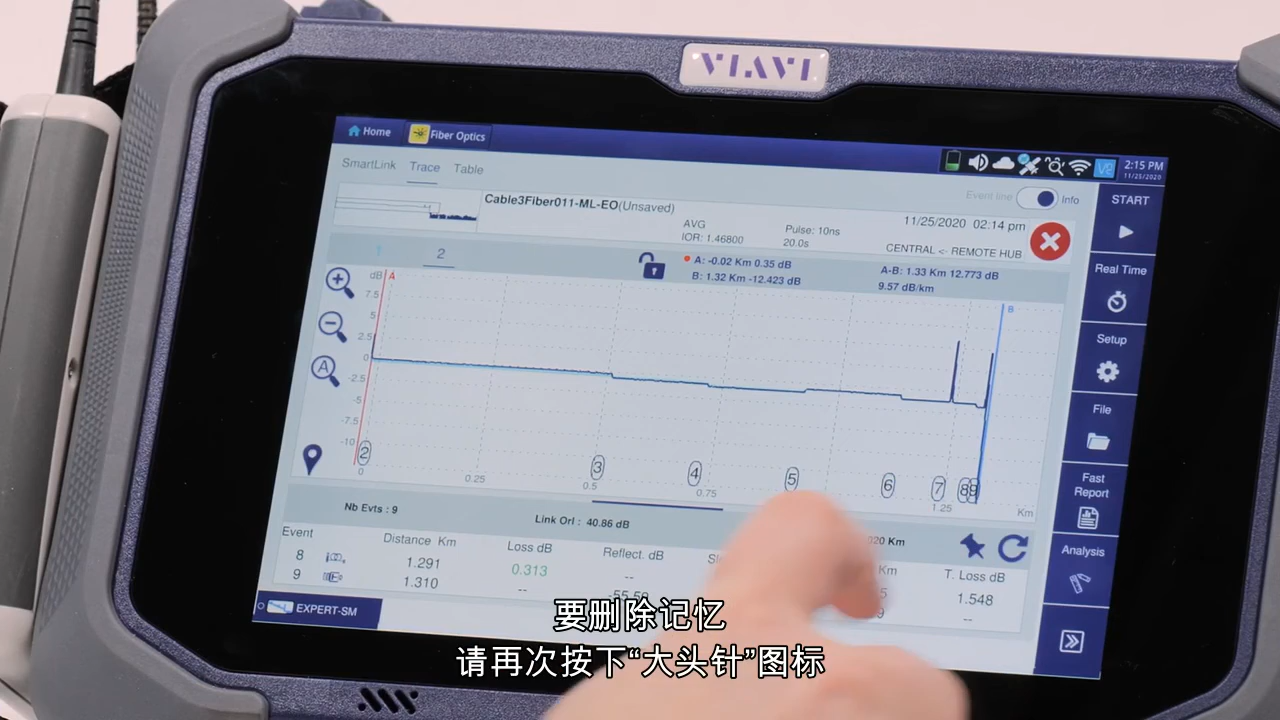 VIAVI
Home
Fiber Optics
2:15 PM
11/25/2020
SmartLink Trace Table
Event line Info
START
Cable3Fiber011-ML-EO(Unsaved)
AVG
IOR: 1.46800
Pulse: 10ns
20.0s
11/25/2020 02:14 pm
CENTRAL <- REMOTE HUB
1
2
A: -0.02 Km 0.35 dB
B: 1.32 Km -12.423 dB
A-B: 1.33 Km 12.773 dB
9.57 dB/km
Real Time
Setup
File
Fast
Report
Analysis
dB
A
B
7.5
5
2.5
0
-2.5
-5
-7.5
-10
2
3
4
5
6
7
8
9
0
0.25
0.5
0.75
1.25
Km
Nb Evts : 9
Link Orl : 40.86 dB
020 Km
Event
Distance Km
Loss dB
Reflect. dB
Km
T. Loss dB
8
1.291
0.313
--
1.548
9
1.310
--
-55.59
--
EXPERT-SM
要删除记忆
请再次按下“大头针”图标